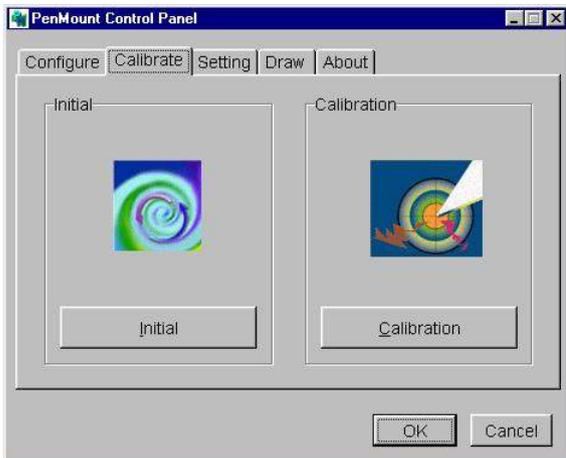 PenMount Control Panel
Configure Calibrate Setting Draw About
Initial
Calibration
Initial
Calibration
OK Cancel